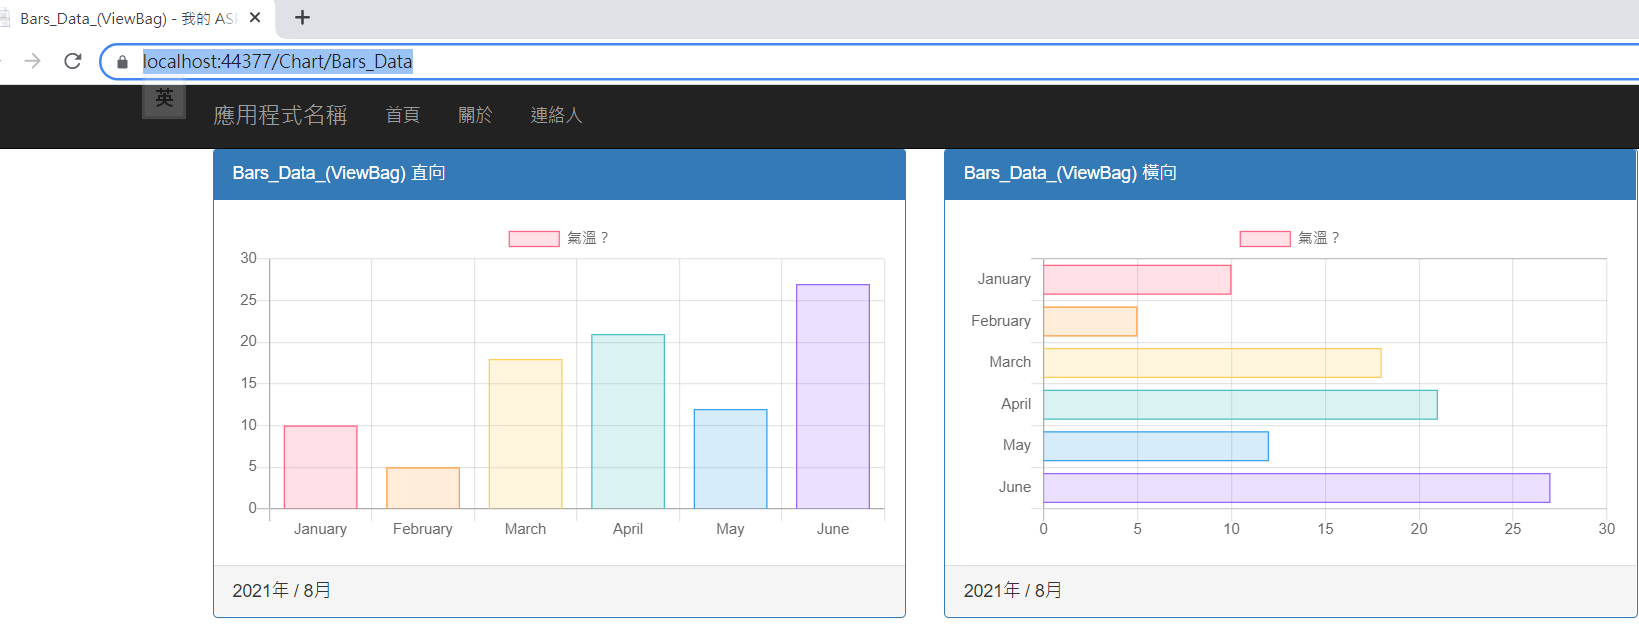 Bars_Data_(ViewBag) - 我的 AS
localhost:44377/Chart/Bars_Data
英
應用程式名稱 首頁 關於 連絡人
Bars_Data_(ViewBag) 直向
氣溫？
30
25
20
15
10
5
0
January February March April May June
2021年 / 8月
Bars_Data_(ViewBag) 橫向
氣溫？
January
February
March
April
May
June
0 5 10 15 20 25 30
2021年 / 8月